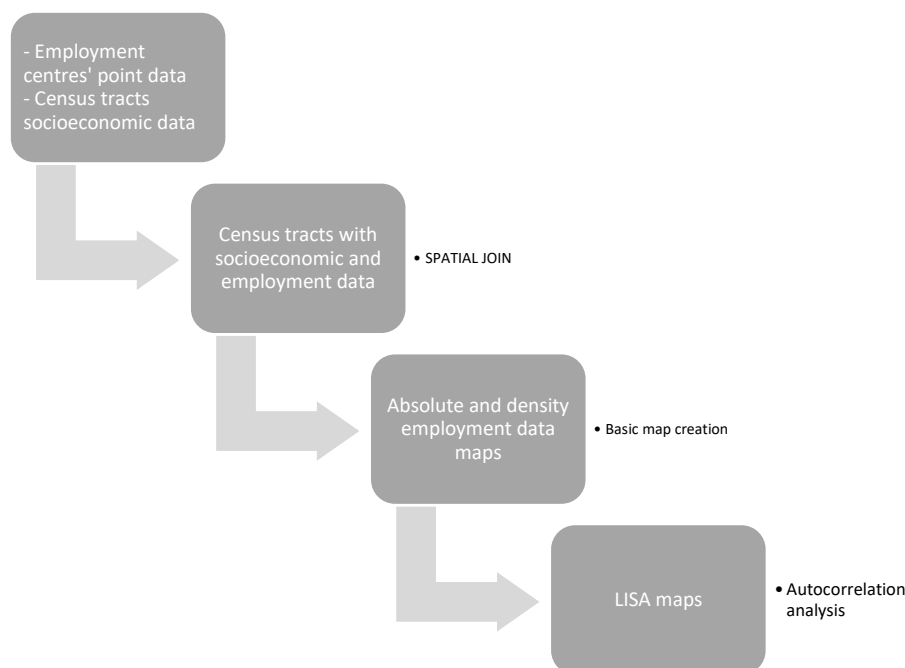 - Employment
centres' point data
- Census tracts
socioeconomic data
Census tracts with
socioeconomic and
employment data
• SPATIAL JOIN
Absolute and density
employment data
maps
• Basic map creation
LISA maps
• Autocorrelation
analysis